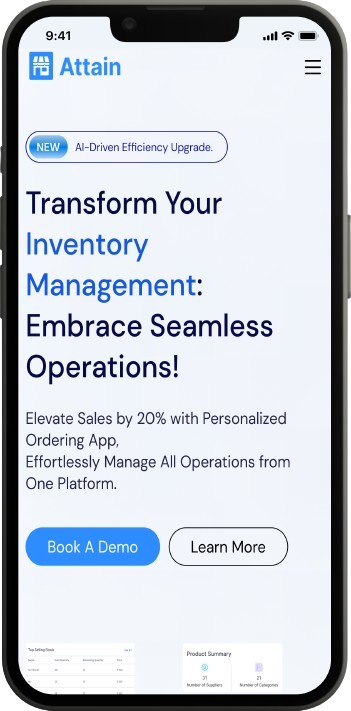 9:41
Attain
NEW AI-Driven Efficiency Upgrade.
Transform Your
Inventory
Management:
Embrace Seamless
Operations!
Elevate Sales by 20% with Personalized
Ordering App,
Effortlessly Manage All Operations from
One Platform.
Book A Demo Learn More
Top Selling Stock
Product Summary
31 21
Number of Suppliers Number of Categories